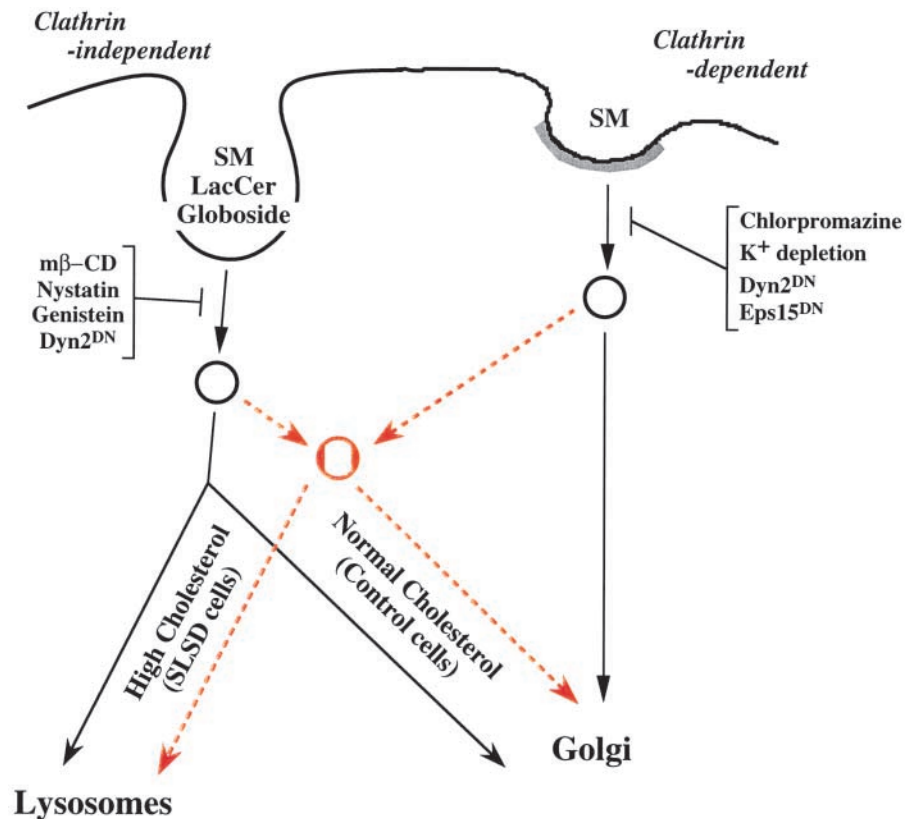 Clathrin
-independent
Clathrin
-dependent
SM
LacCer
Globoside
SM
mβ–CD
Nystatin
Genistein
Dyn2ᴰᴺ
Chlorpromazine
K⁺ depletion
Dyn2ᴰᴺ
Eps15ᴰᴺ
High Cholesterol
(SLSD cells)
Normal Cholesterol
(Control cells)
Golgi
Lysosomes